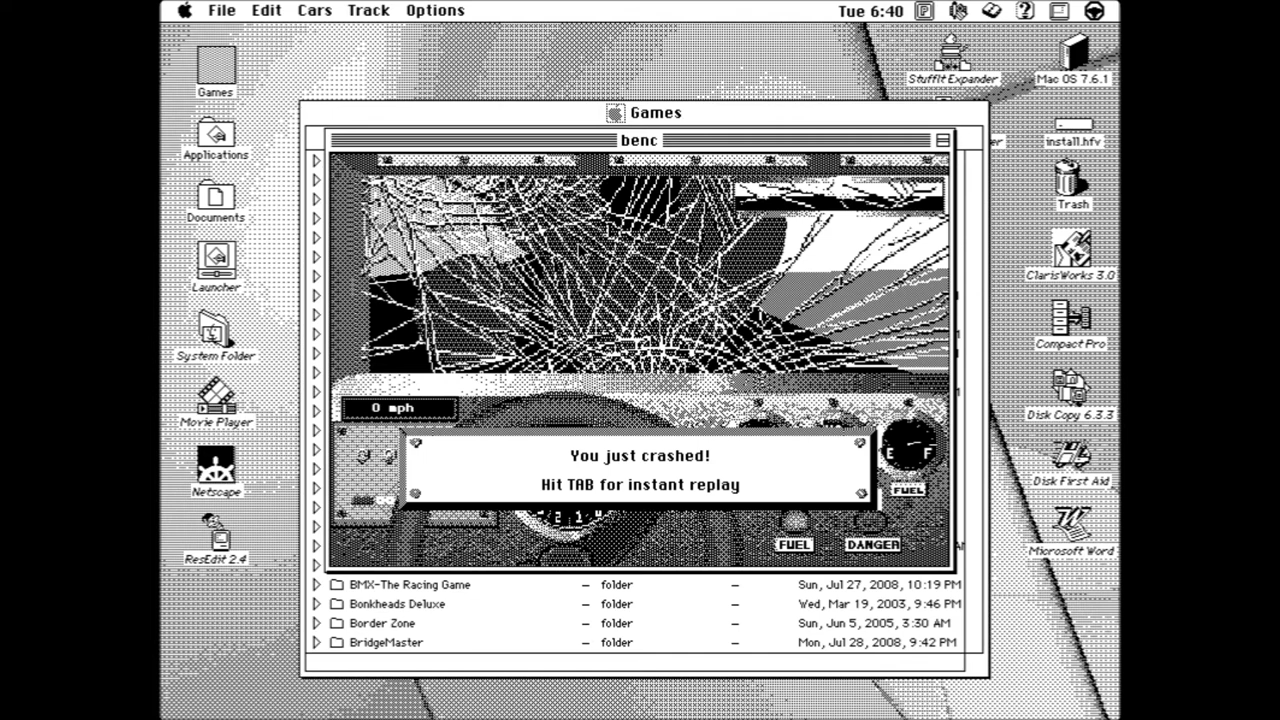 File Edit Cars Track Options
Tue 6:40
Games
Applications
Documents
Launcher
System Folder
Movie Player
Netscape
ResEdit 2.4
StuffIt Expander
Mac OS 7.6.1
install.hfv
Trash
ClarisWorks 3.0
Compact Pro
Disk Copy 6.3.3
Disk First Aid
Microsoft Word
Games
benc
0 mph
You just crashed!
Hit TAB for instant replay
E F
FUEL
FUEL
DANGER
BMX-The Racing Game – folder – Sun, Jul 27, 2008, 10:19 PM
Bonkheads Deluxe – folder – Wed, Mar 19, 2003, 9:46 PM
Border Zone – folder – Sun, Jun 5, 2005, 3:30 AM
BridgeMaster – folder – Mon, Jul 28, 2008, 9:42 PM